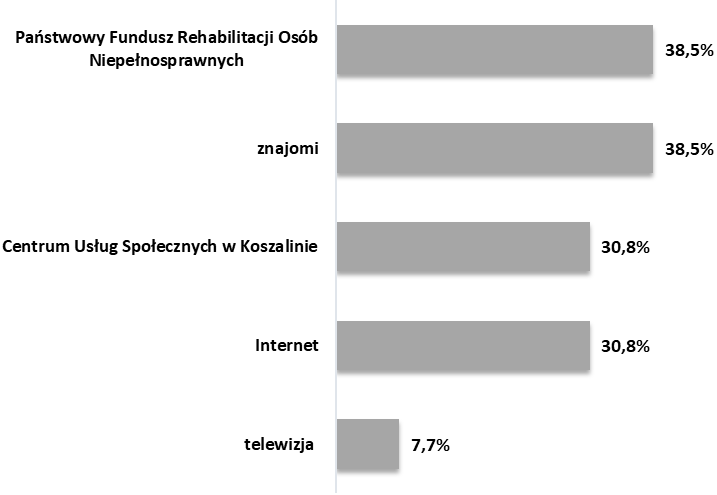 Państwowy Fundusz Rehabilitacji Osób
Niepełnosprawnych
38,5%
znajomi
38,5%
Centrum Usług Społecznych w Koszalinie
30,8%
Internet
30,8%
telewizja
7,7%